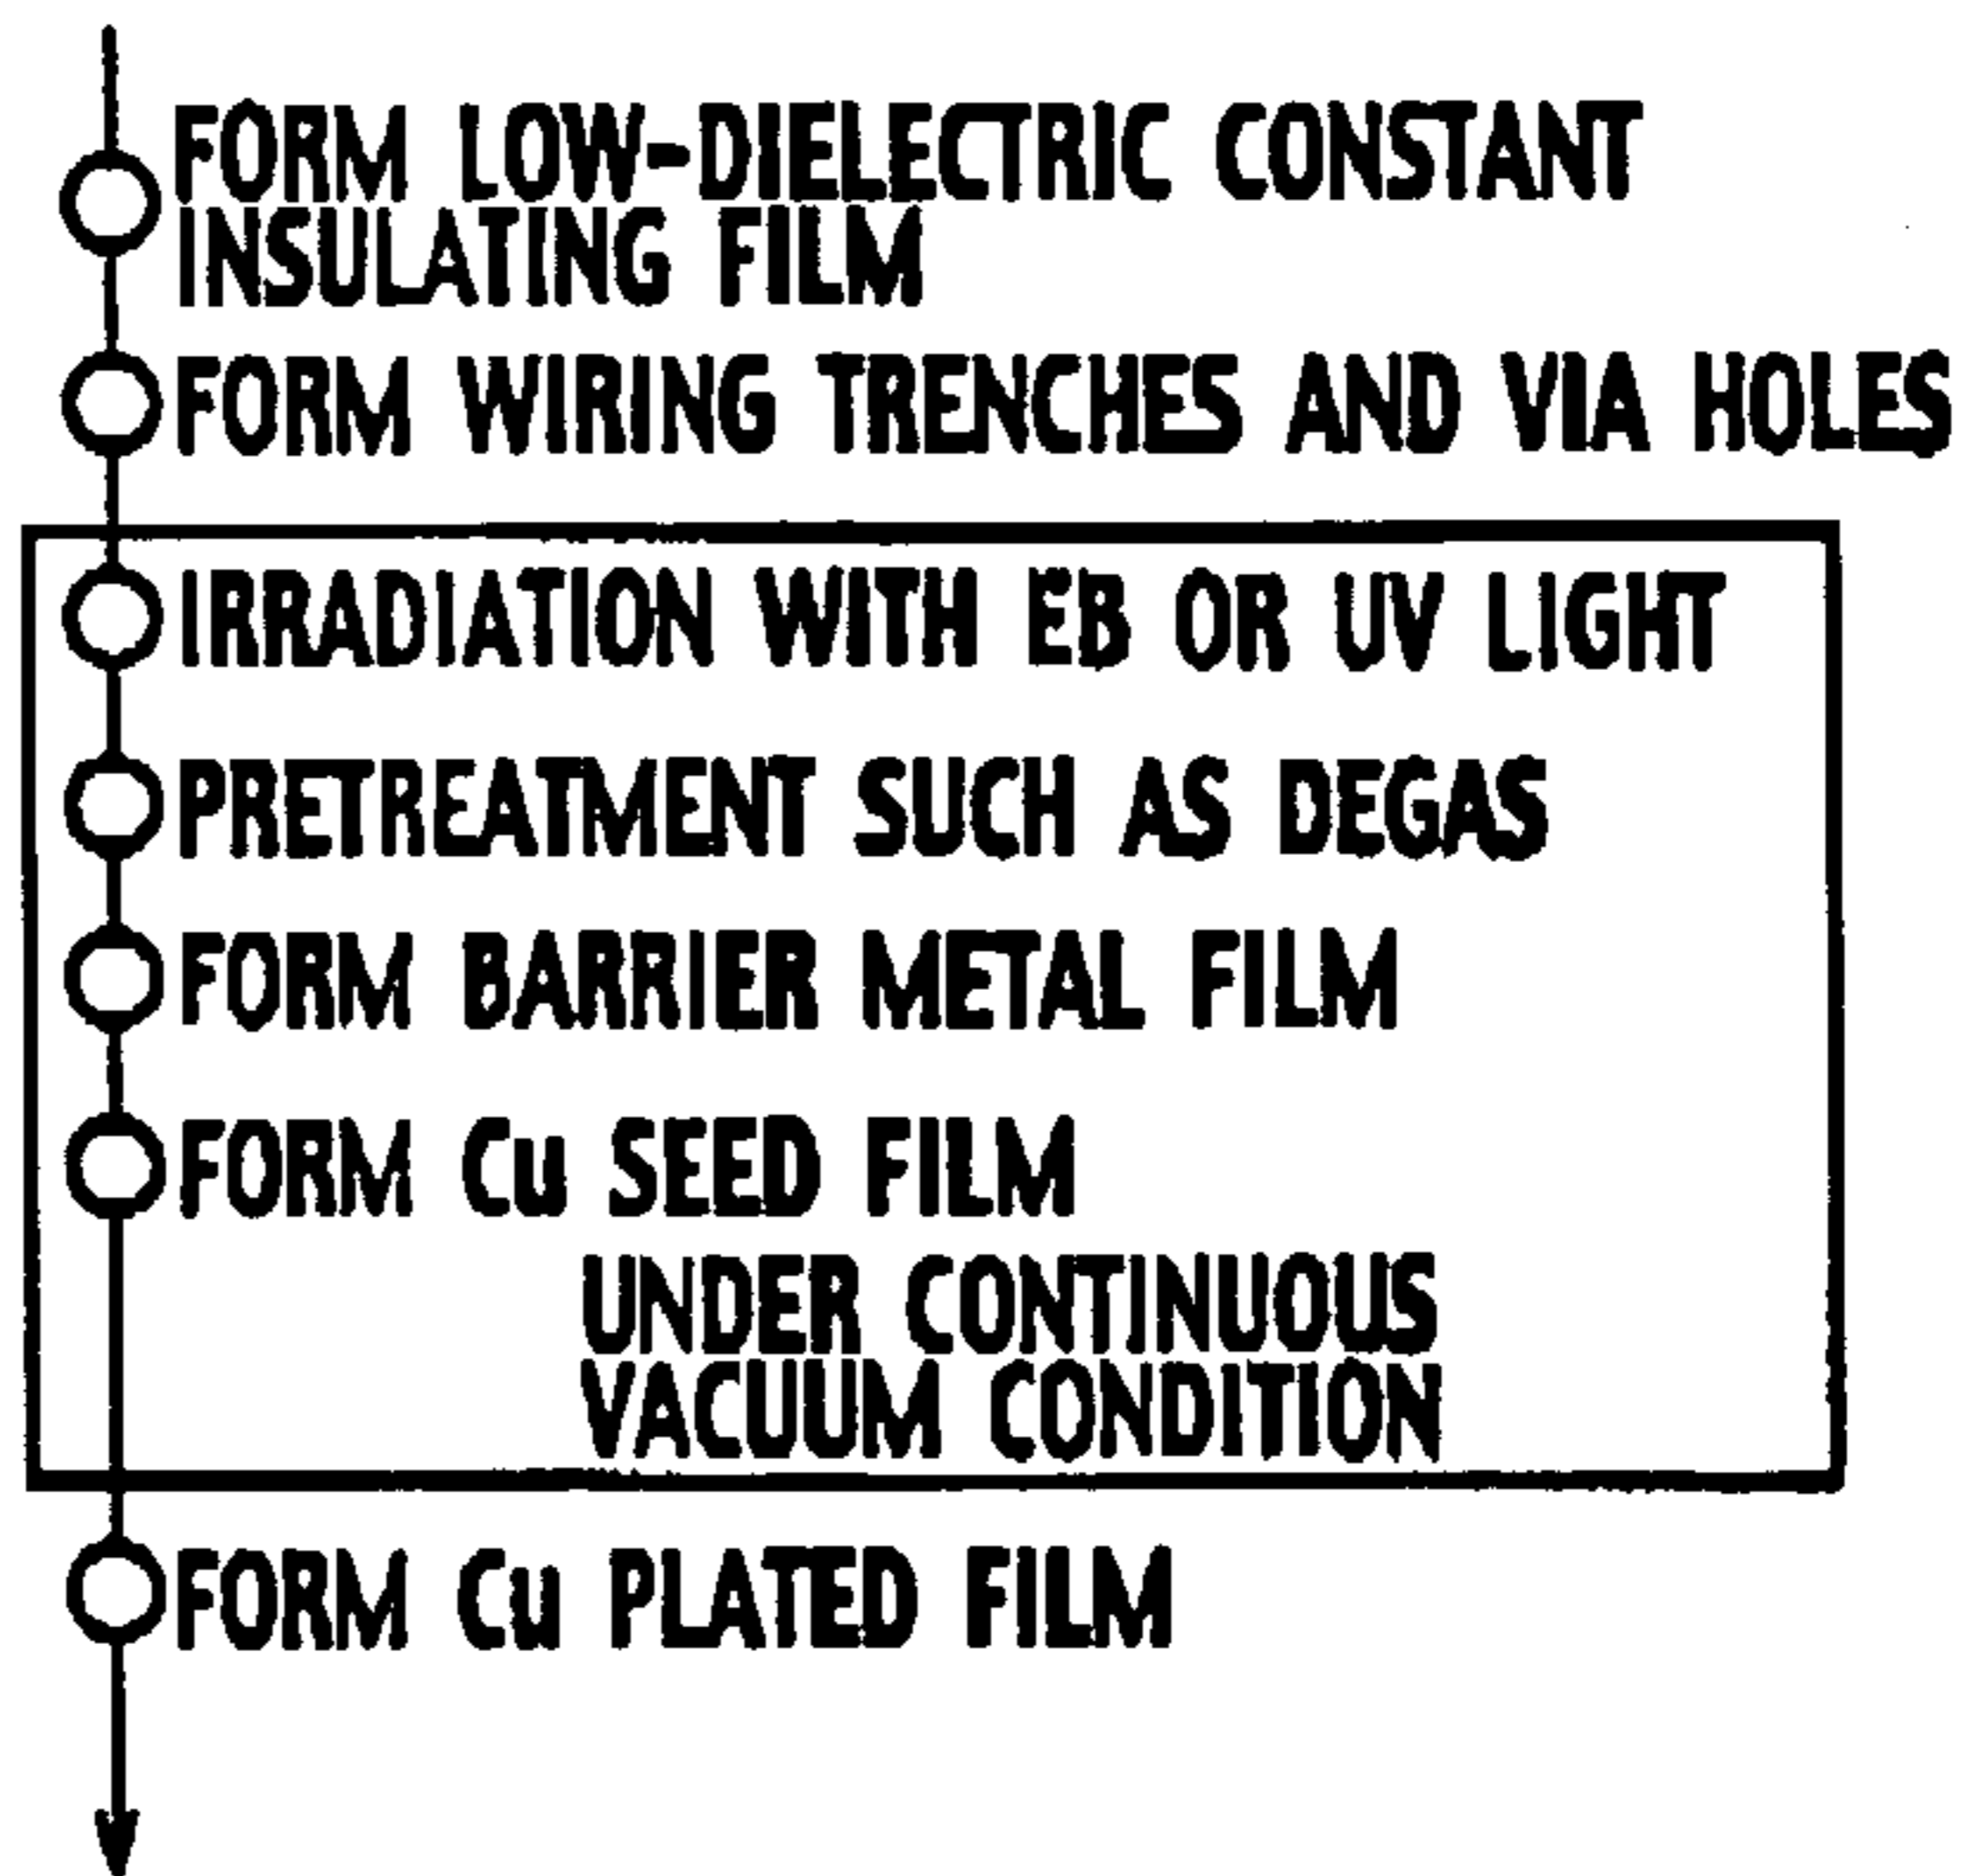 FORM LOW-DIELECTRIC CONSTANT
INSULATING FILM
FORM WIRING TRENCHES AND VIA HOLES
IRRADIATION WITH EB OR UV LIGHT
PRETREATMENT SUCH AS DEGAS
FORM BARRIER METAL FILM
FORM Cu SEED FILM
UNDER CONTINUOUS
VACUUM CONDITION
FORM Cu PLATED FILM